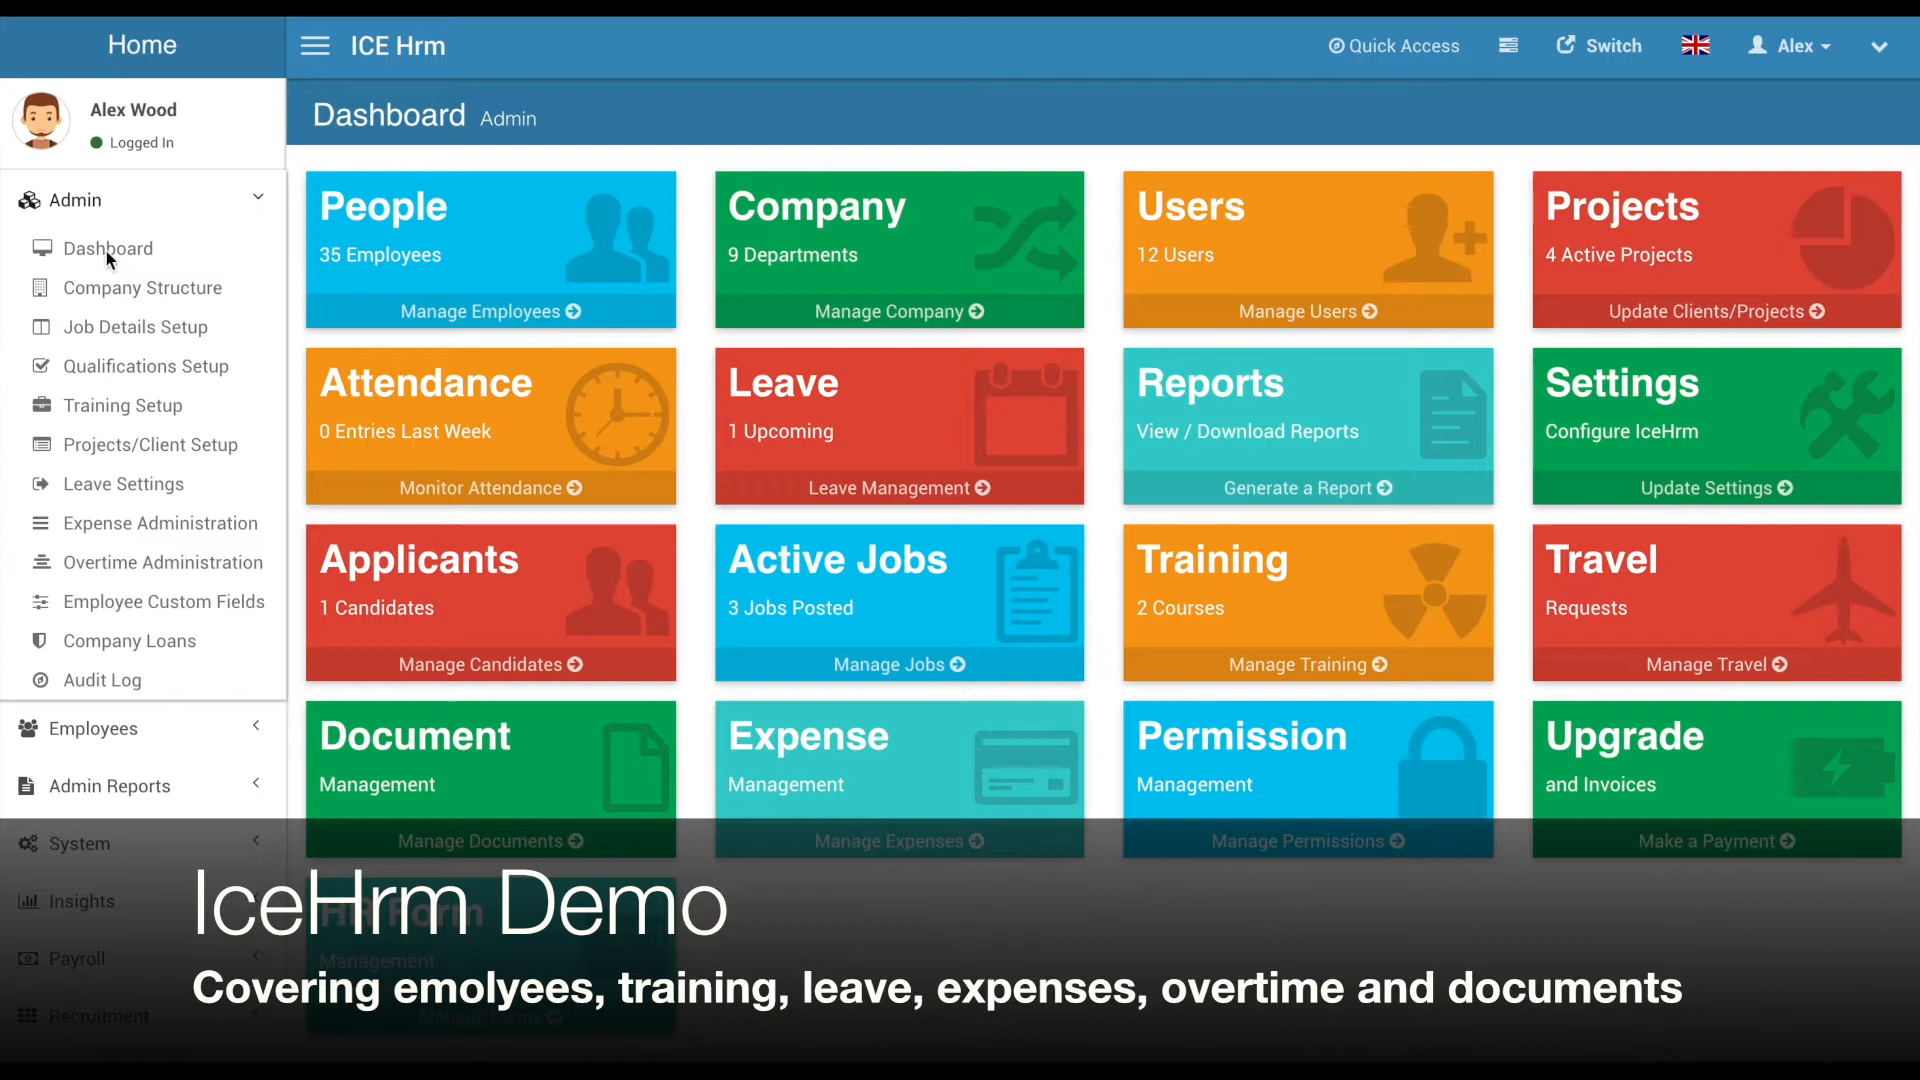 Home
ICE Hrm
Quick Access
Switch
Alex
Alex Wood
Logged In
Dashboard Admin
Admin
Dashboard
Company Structure
Job Details Setup
Qualifications Setup
Training Setup
Projects/Client Setup
Leave Settings
Expense Administration
Overtime Administration
Employee Custom Fields
Company Loans
Audit Log
Employees
Admin Reports
System
Insights
Payroll
Recruitment
People
35 Employees
Manage Employees
Company
9 Departments
Manage Company
Users
12 Users
Manage Users
Projects
4 Active Projects
Update Clients/Projects
Attendance
0 Entries Last Week
Monitor Attendance
Leave
1 Upcoming
Leave Management
Reports
View / Download Reports
Generate a Report
Settings
Configure IceHrm
Update Settings
Applicants
1 Candidates
Manage Candidates
Active Jobs
3 Jobs Posted
Manage Jobs
Training
2 Courses
Manage Training
Travel
Requests
Manage Travel
Document
Management
Manage Documents
Expense
Management
Manage Expenses
Permission
Management
Manage Permissions
Upgrade
and Invoices
Make a Payment
HR Form
Management
Manage Forms
IceHrm Demo
Covering emolyees, training, leave, expenses, overtime and documents